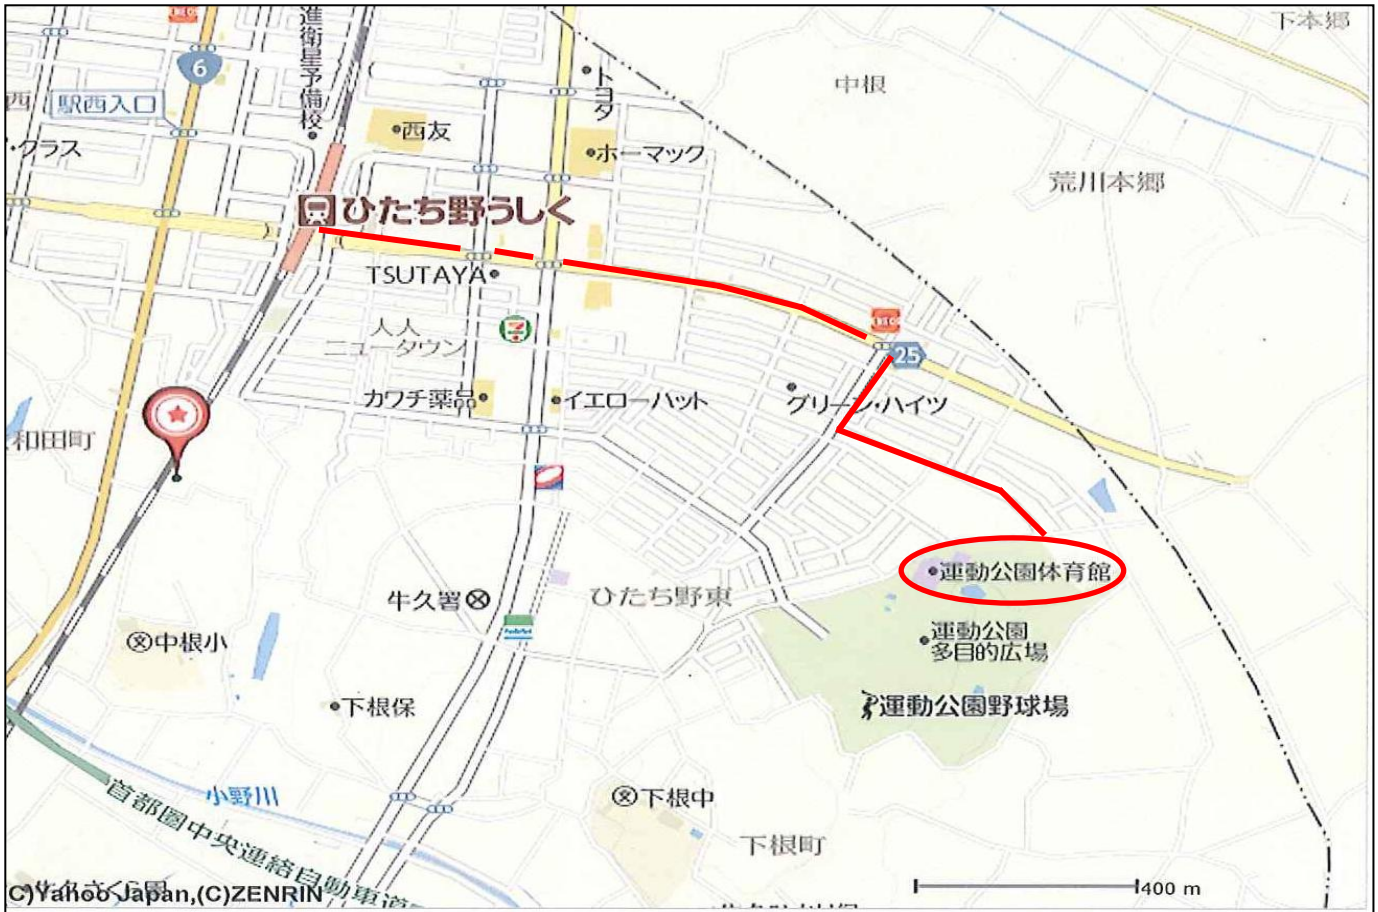 下本郷
進衛星予備校
トヨタ
6
中根
駅西入口
西友
クラス
ホーマック
荒川本郷
ひたち野うしく
TSUTAYA
人人
ニュータウン
ENEOS
25
カワチ薬品
イエローハット
グリーン・ハイツ
和田町
運動公園体育館
牛久署
ひたち野東
FamilyMart
中根小
運動公園
多目的広場
下根保
運動公園野球場
小野川
下根中
首都圏中央連絡自動車道
下根町
400 m
C)Yahoo Japan,(C)ZENRIN